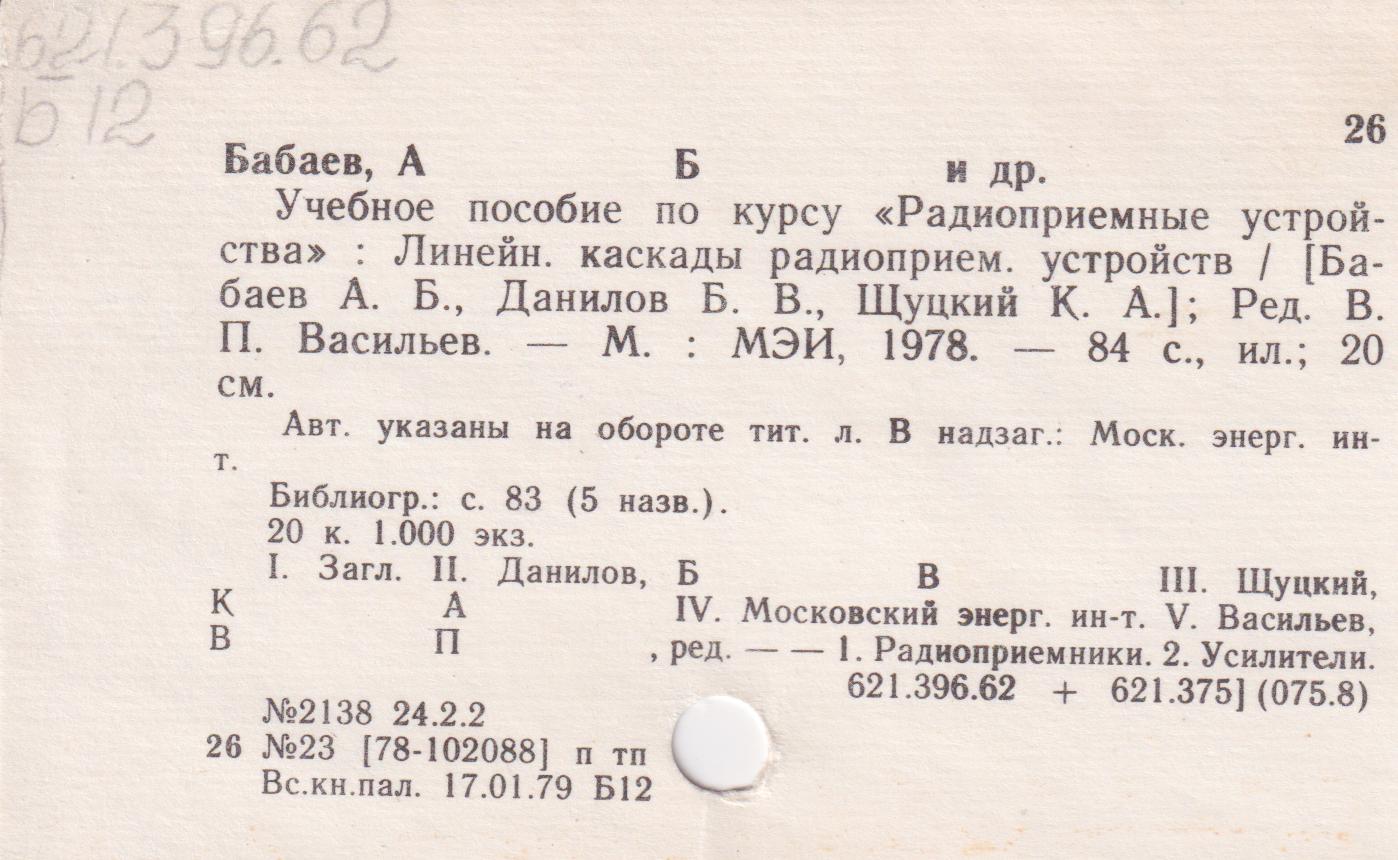 621.396.62
Б12
26
Бабаев, А Б и др.
Учебное пособие по курсу «Радиоприемные устрой-
ства» : Линейн. каскады радиоприем. устройств / [Ба-
баев А. Б., Данилов Б. В., Щуцкий К. А.]; Ред. В.
П. Васильев. — М. : МЭИ, 1978. — 84 с., ил.; 20
см.
Авт. указаны на обороте тит. л. В надзаг.: Моск. энерг. ин-
т.
Библиогр.: с. 83 (5 назв.).
20 к. 1.000 экз.
I. Загл. II. Данилов, Б В III. Щуцкий,
К А IV. Московский энерг. ин-т. V. Васильев,
В П , ред. — — 1. Радиоприемники. 2. Усилители.
621.396.62 + 621.375] (075.8)
№2138 24.2.2
26 №23 [78-102088] п тп
Вс.кн.пал. 17.01.79 Б12